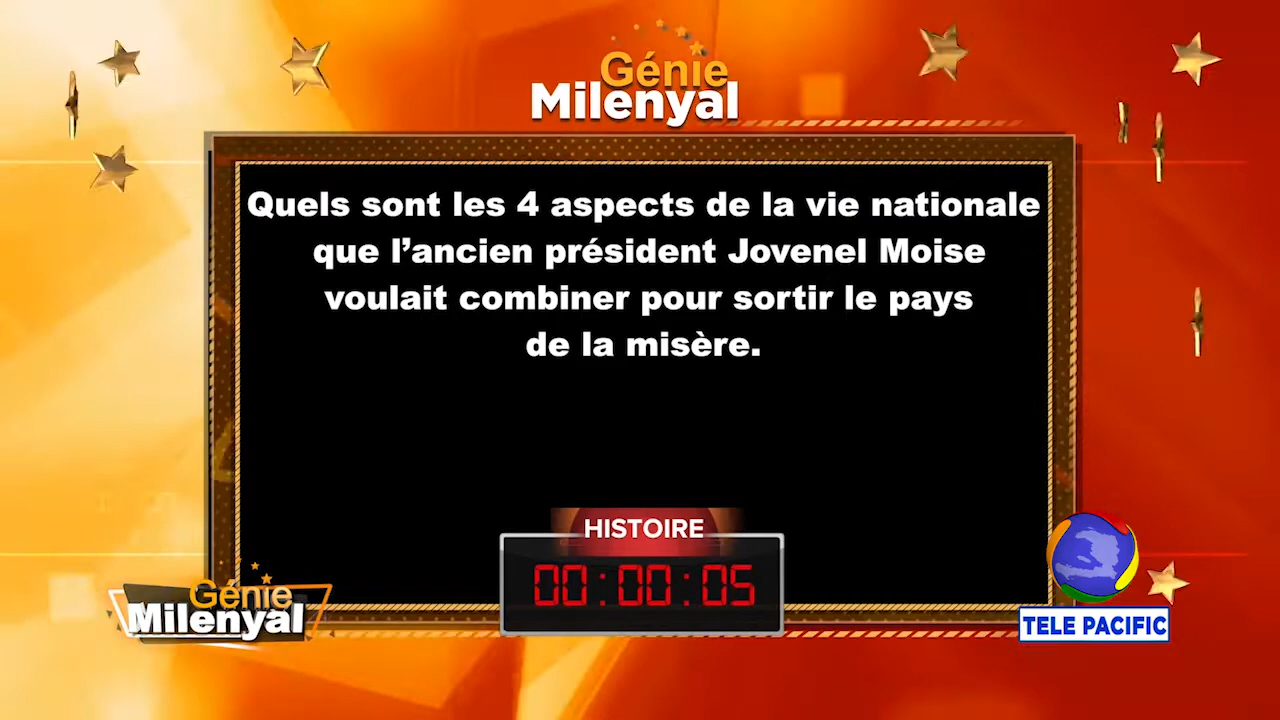 Génie
Milenyal
Quels sont les 4 aspects de la vie nationale
que l’ancien président Jovenel Moise
voulait combiner pour sortir le pays
de la misère.
HISTOIRE
00:00:05
Génie
Milenyal
TELE PACIFIC